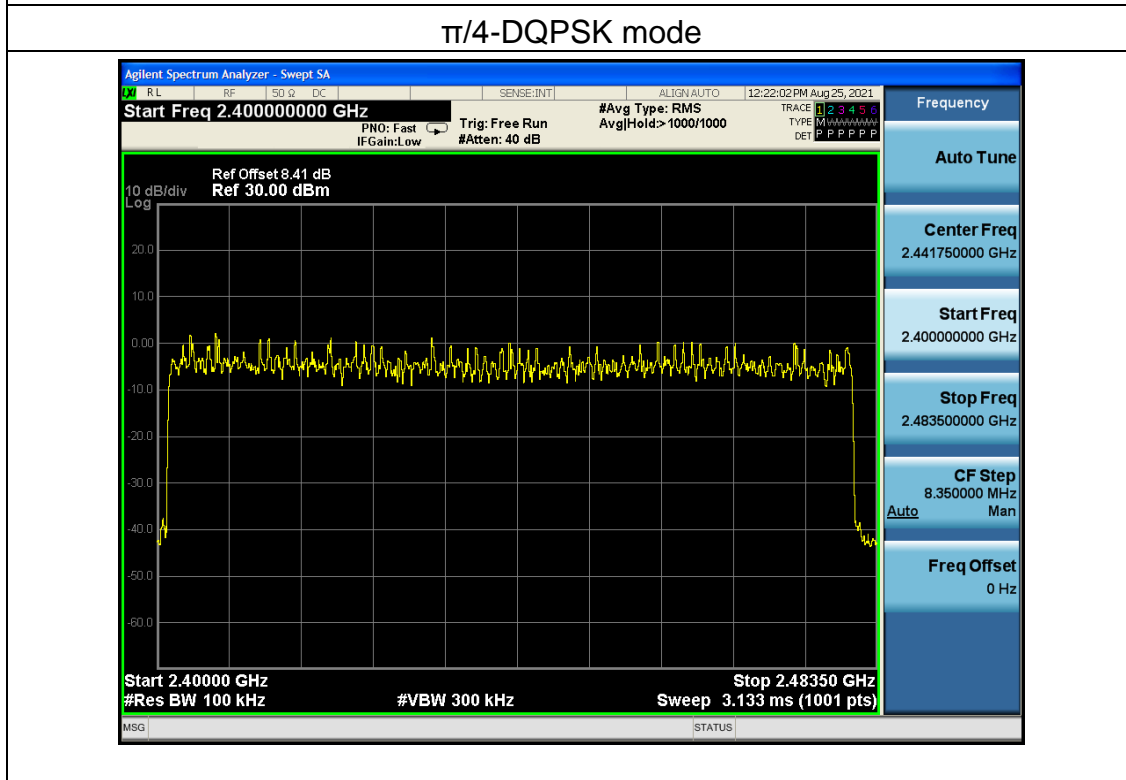 π/4-DQPSK mode
Agilent Spectrum Analyzer - Swept SA
LXI RL RF 50 Ω DC SENSE:INT ALIGN AUTO 12:22:02 PM Aug 25, 2021
Start Freq 2.400000000 GHz
PNO: Fast
IFGain:Low
Trig: Free Run
#Atten: 40 dB
#Avg Type: RMS
Avg|Hold:> 1000/1000
TRACE 1 2 3 4 5 6
TYPE M
DET P P P P P P
Frequency
Ref Offset 8.41 dB
10 dB/div Ref 30.00 dBm
Log
20.0
10.0
0.00
-10.0
-20.0
-30.0
-40.0
-50.0
-60.0
Start 2.40000 GHz Stop 2.48350 GHz
#Res BW 100 kHz #VBW 300 kHz Sweep 3.133 ms (1001 pts)
Auto Tune
Center Freq
2.441750000 GHz
Start Freq
2.400000000 GHz
Stop Freq
2.483500000 GHz
CF Step
8.350000 MHz
Auto Man
Freq Offset
0 Hz
MSG STATUS